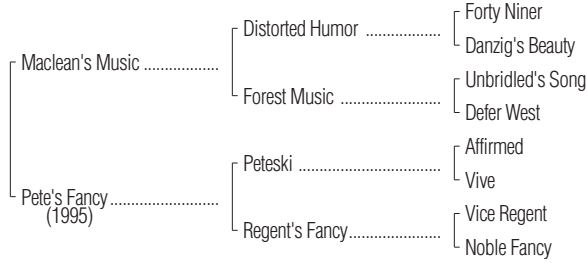 Forty Niner
Distorted Humor ..................
Danzig's Beauty
Maclean's Music ..................
Unbridled's Song
Forest Music ........................
Defer West
Affirmed
Peteski ..................................
Vive
Pete's Fancy..........................
(1995)
Vice Regent
Regent's Fancy......................
Noble Fancy